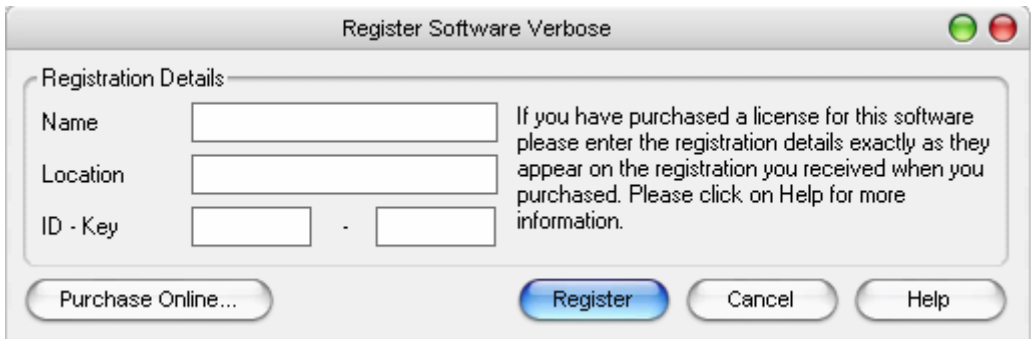 Register Software Verbose
Registration Details
Name
Location
ID - Key
-
If you have purchased a license for this software
please enter the registration details exactly as they
appear on the registration you received when you
purchased. Please click on Help for more
information.
Purchase Online...
Register
Cancel
Help